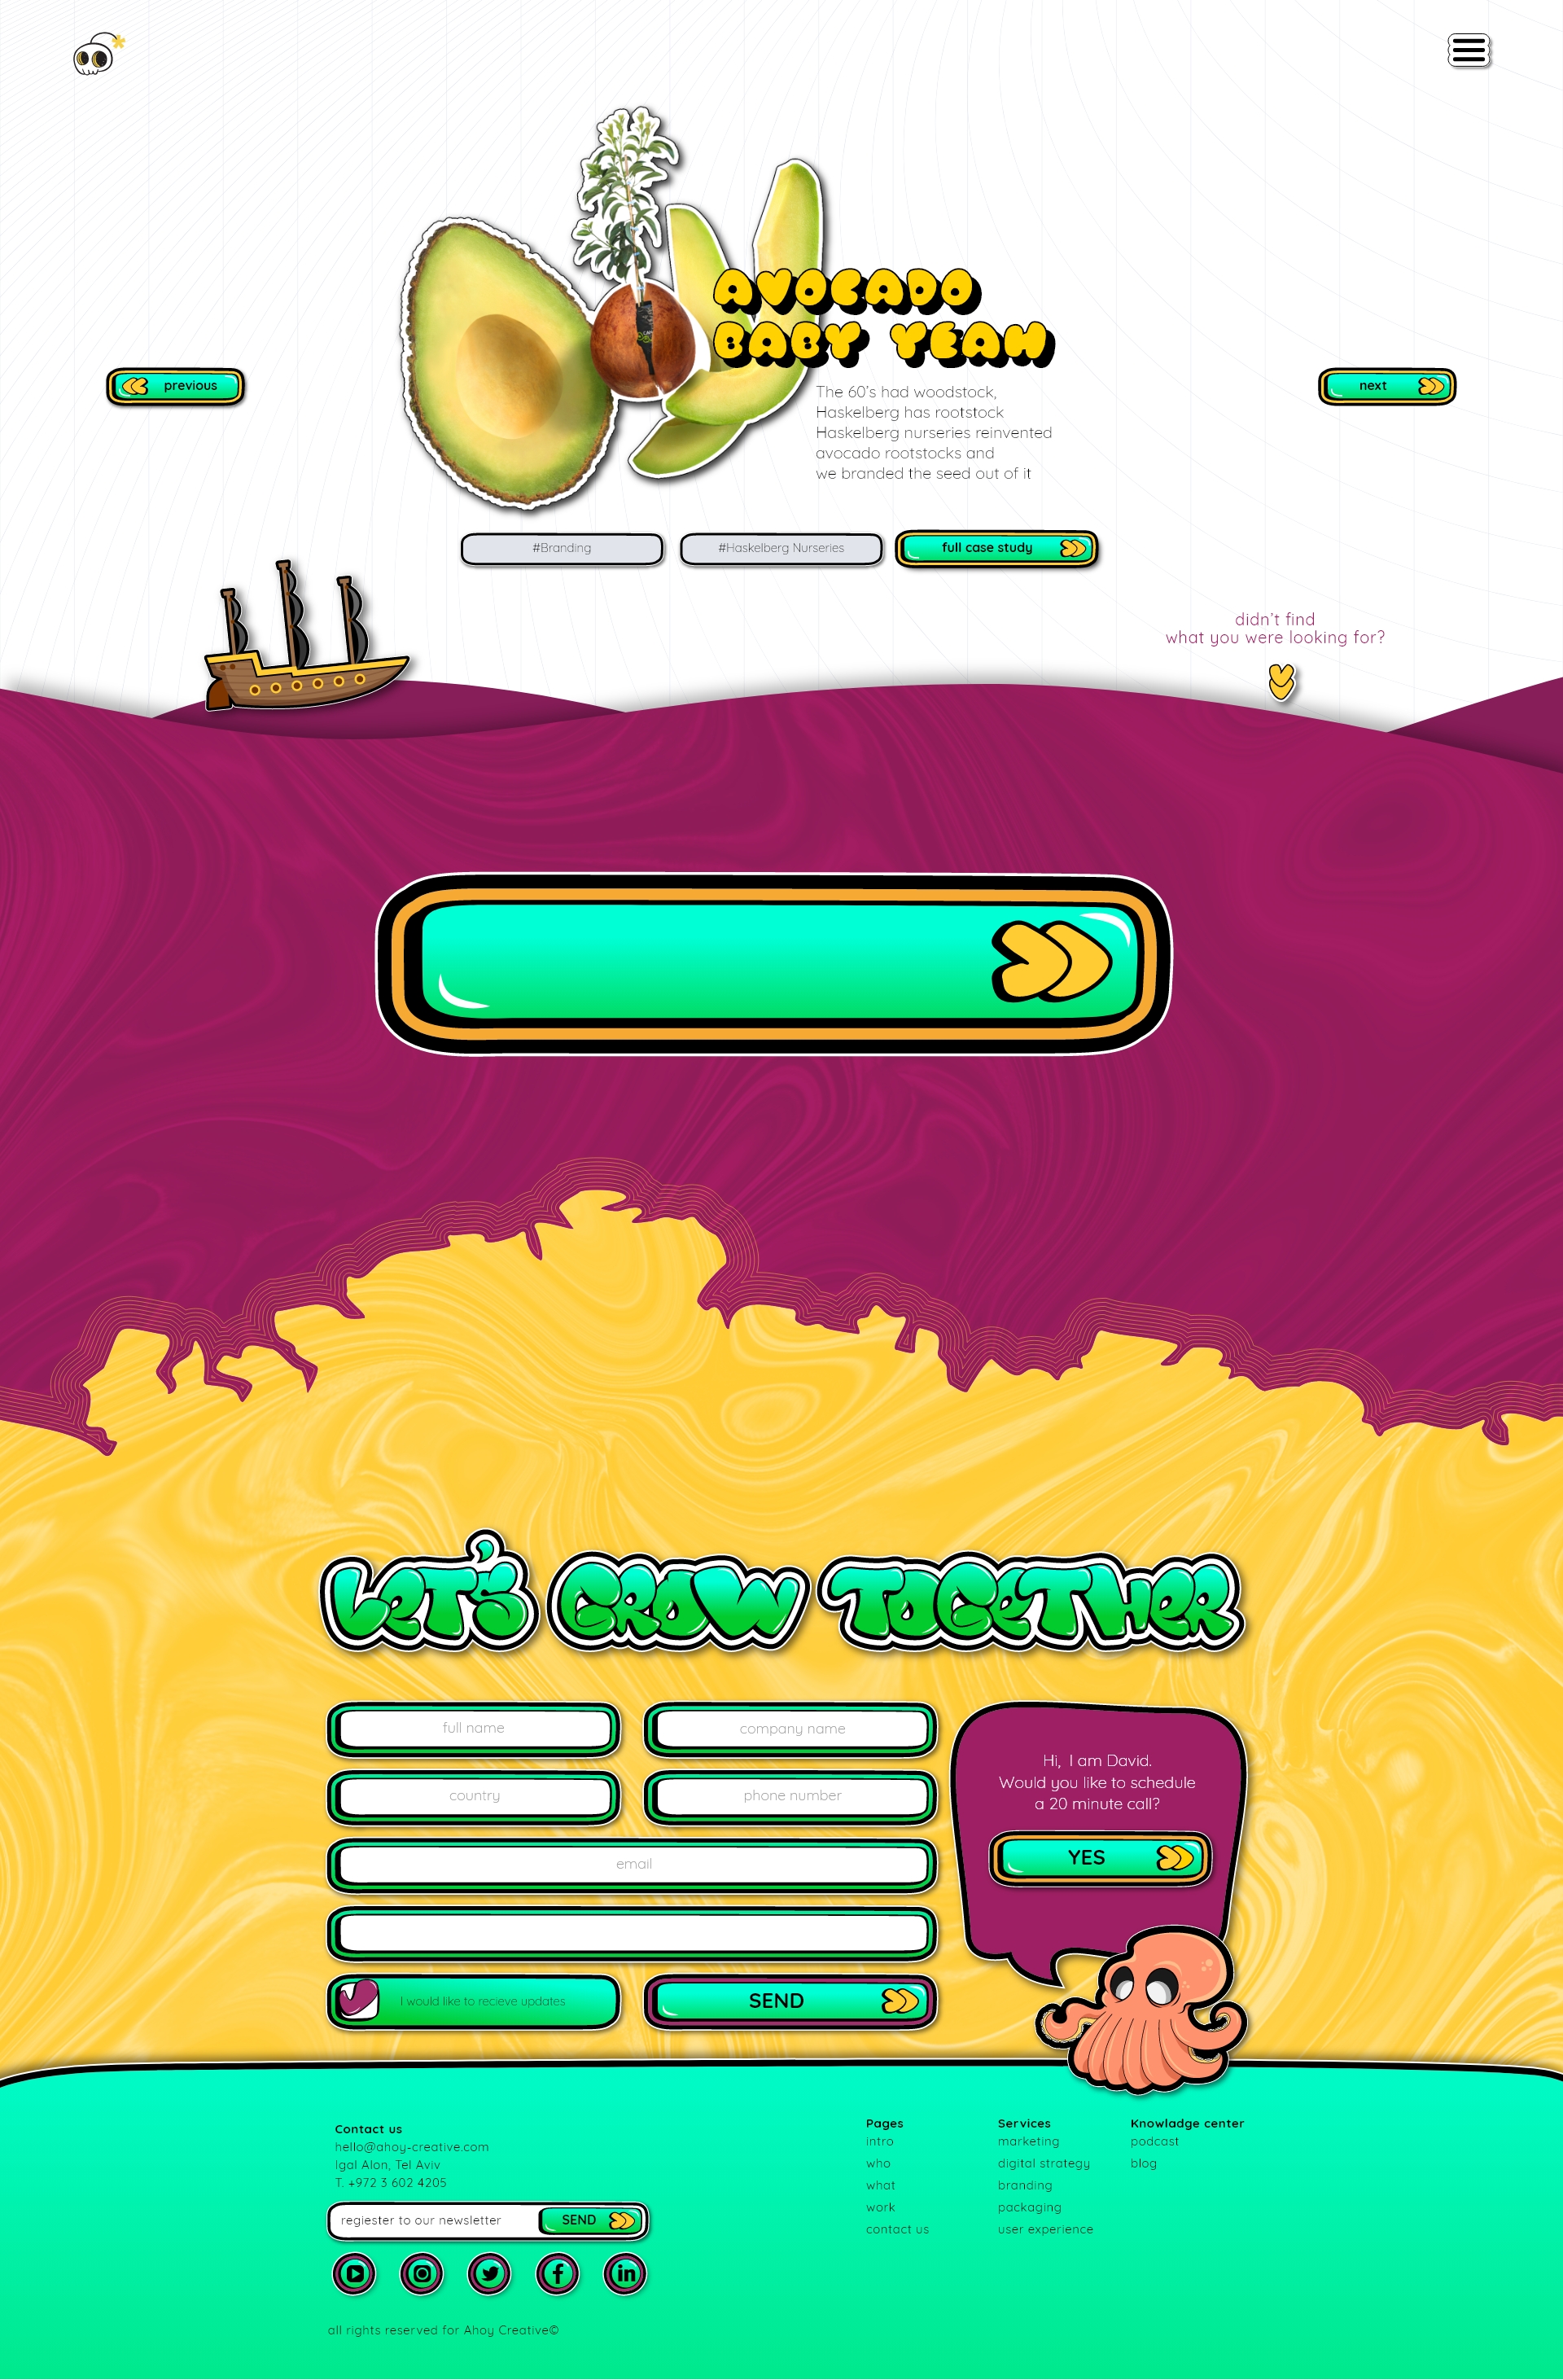 AVOCADO
BABY YEAH
previous
next
The 60's had woodstock,
Haskelberg has rootstock
Haskelberg nurseries reinvented
avocado rootstocks and
we branded the seed out of it
#Branding
#Haskelberg Nurseries
full case study
didn't find
what you were looking for?
LET'S GROW TOGETHER
full name
company name
country
phone number
email
I would like to recieve updates
SEND
Hi, I am David.
Would you like to schedule
a 20 minute call?
YES
Contact us
hello@ahoy-creative.com
Igal Alon, Tel Aviv
T. +972 3 602 4205
regiester to our newsletter
SEND
all rights reserved for Ahoy Creative©
Pages
intro
who
what
work
contact us
Services
marketing
digital strategy
branding
packaging
user experience
Knowladge center
podcast
blog